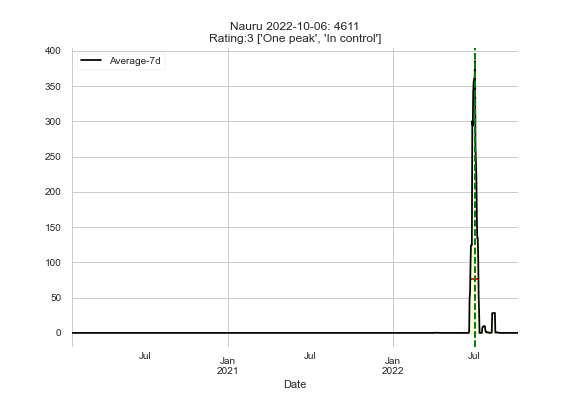 Nauru 2022-10-06: 4611
Rating:3 ['One peak', 'In control']
Average-7d
400
350
300
250
200
150
100
50
0
Jul
Jan
2021
Jul
Jan
2022
Jul
Date